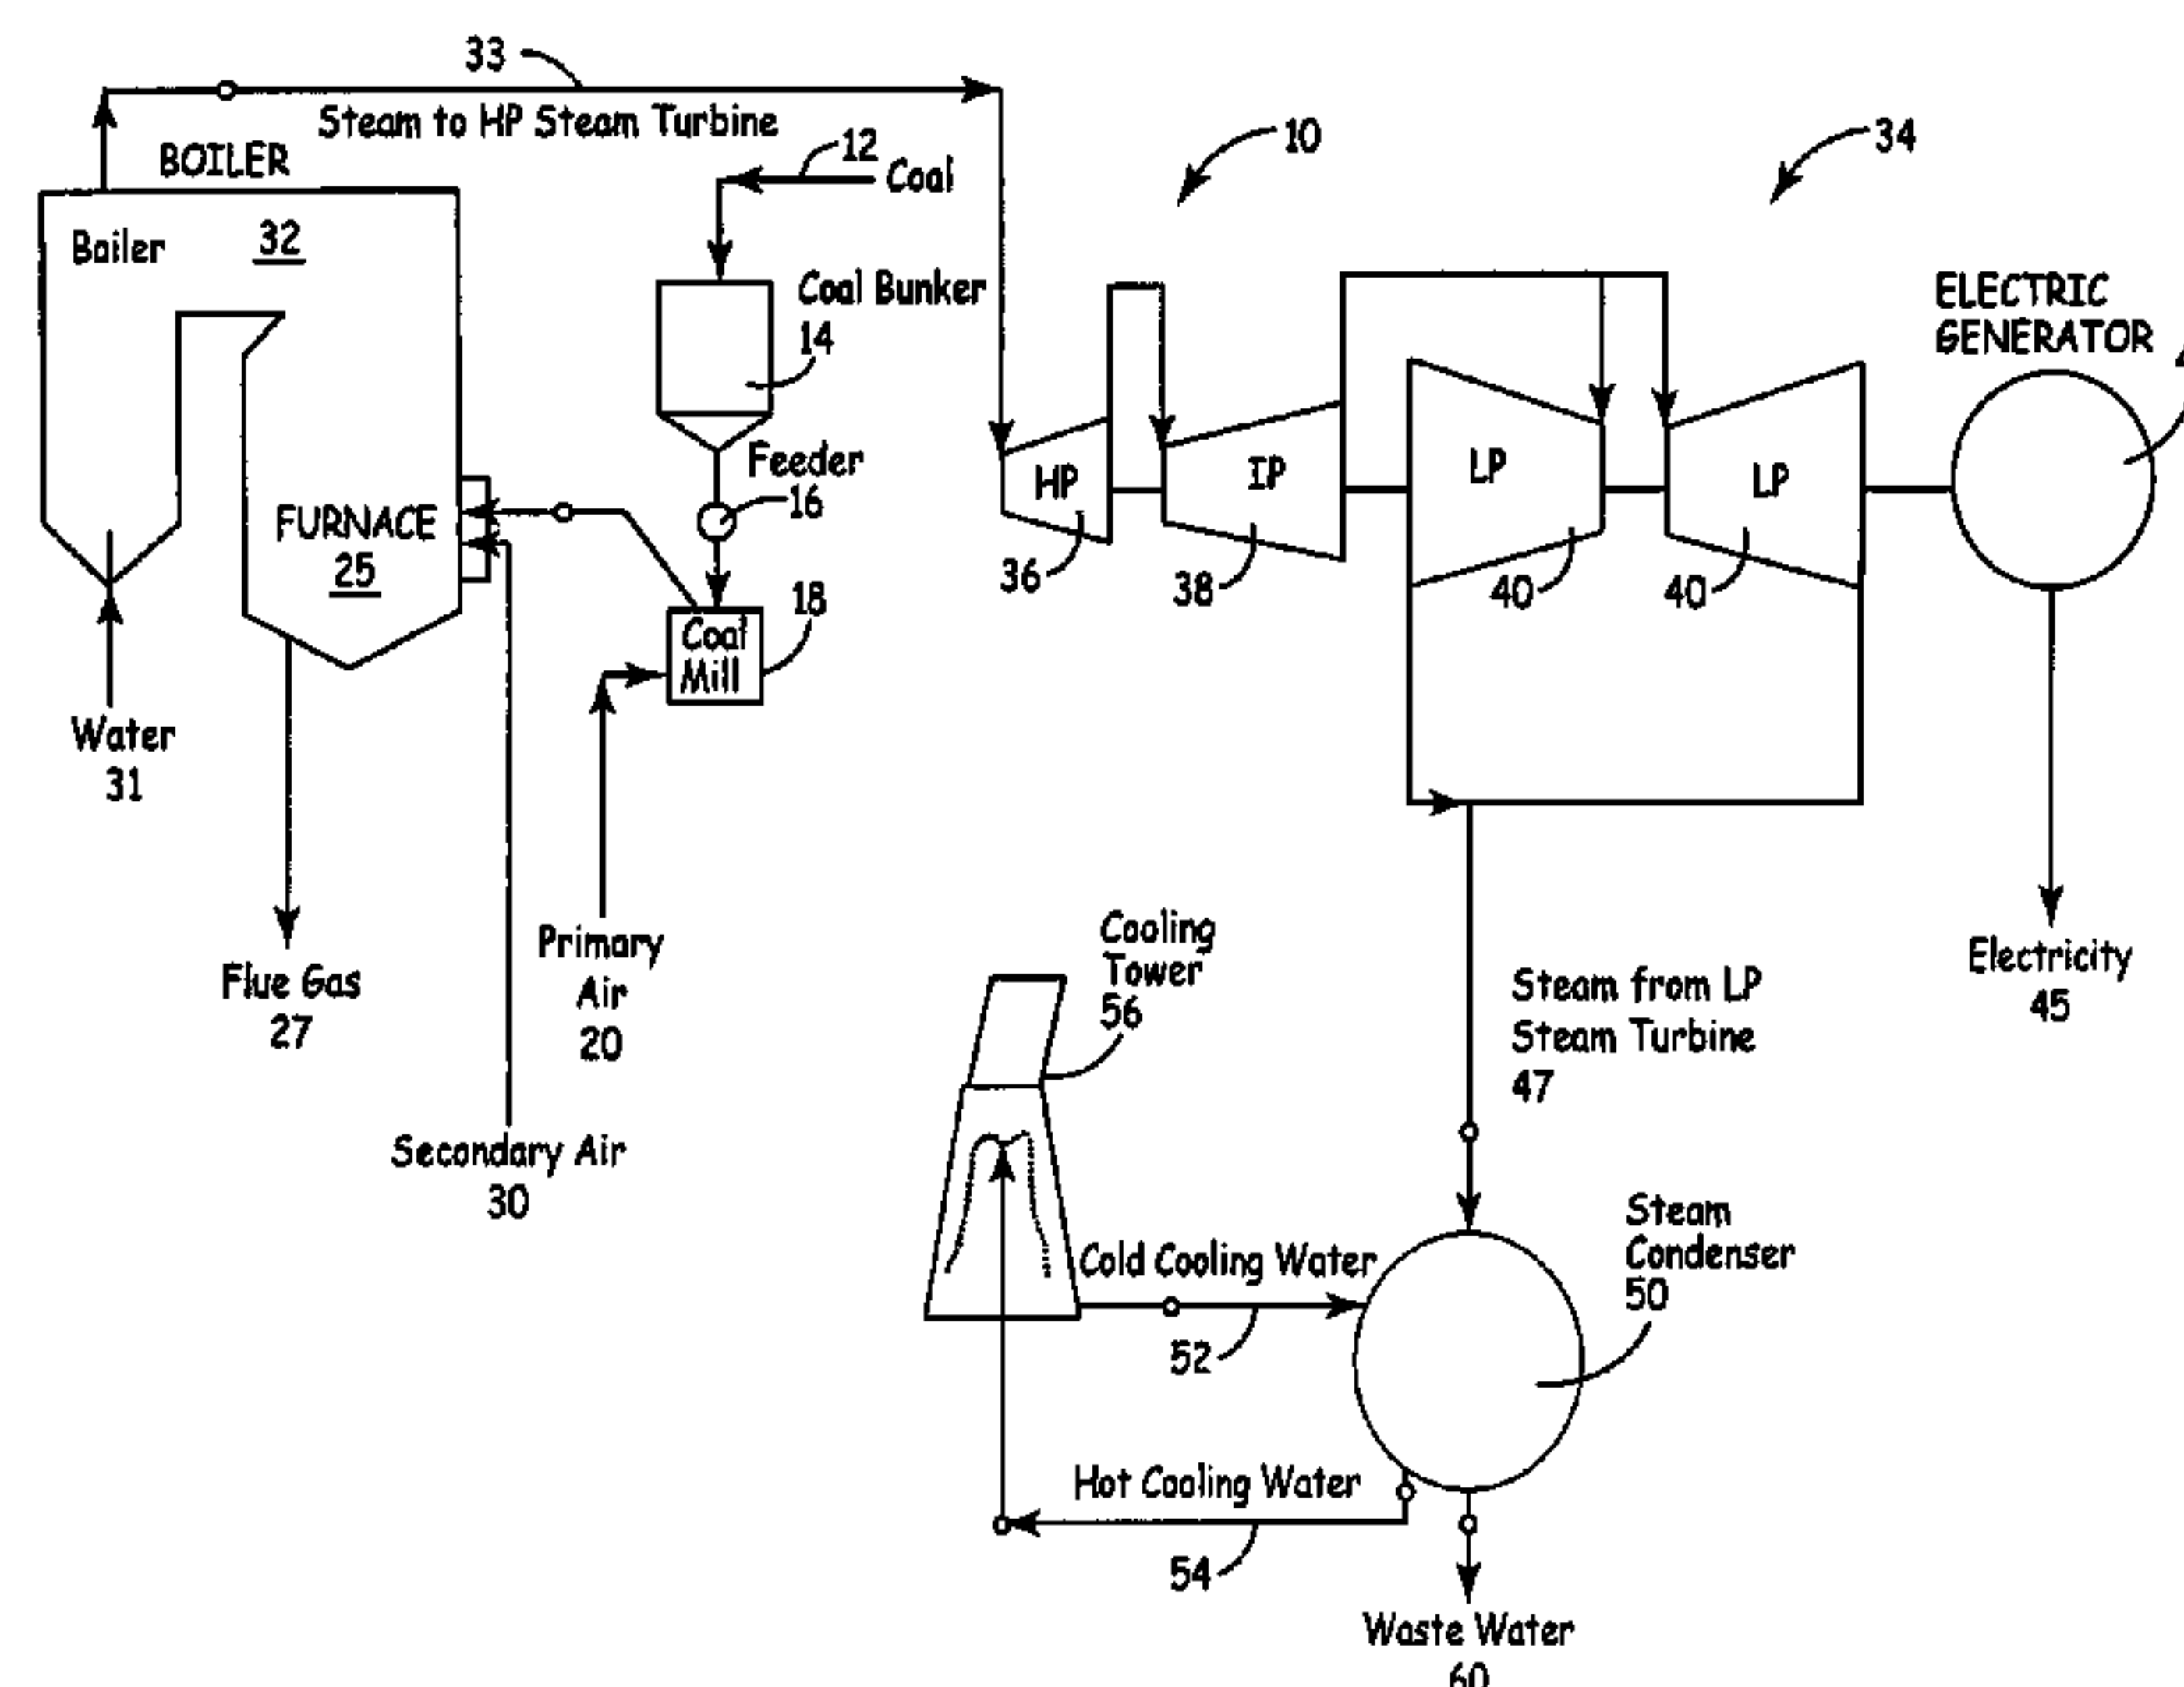 33
Steam to HP Steam Turbine
BOILER
12
Coal
10
34
Boiler
32
Coal Bunker
14
ELECTRIC
GENERATOR
Feeder
16
HP
IP
LP
LP
FURNACE
25
36
38
40
40
18
Coal
Mill
Water
31
Flue Gas
27
Primary
Air
20
Secondary Air
30
Cooling
Tower
56
Steam from LP
Steam Turbine
47
Electricity
45
Steam
Condenser
50
Cold Cooling Water
52
Hot Cooling Water
54
Waste Water
60